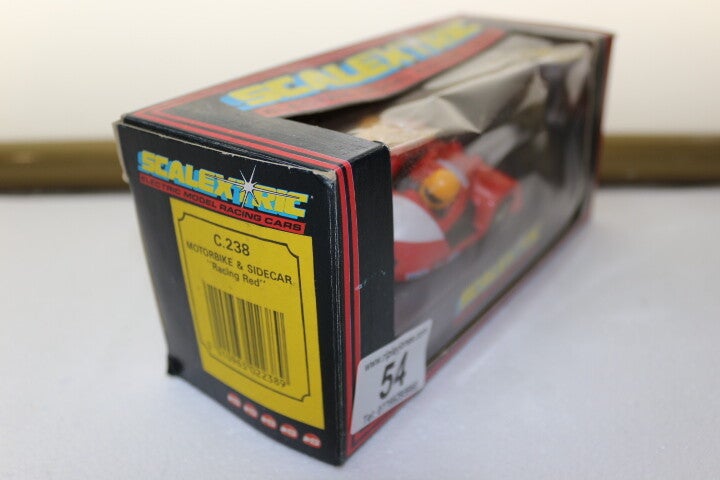 SCALEXTRIC
SCALEXTRIC
ELECTRIC MODEL RACING CARS
C.238
MOTORBIKE & SIDECAR
"Racing Red"
54